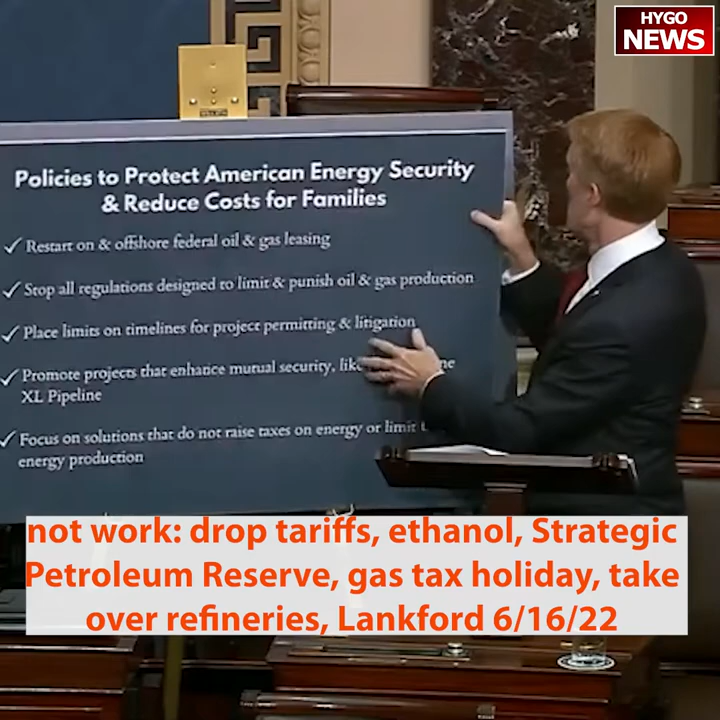 HYGO
NEWS
Policies to Protect American Energy Security
& Reduce Costs for Families
✓ Restart on & offshore federal oil & gas leasing
✓ Stop all regulations designed to limit & punish oil & gas production
✓ Place limits on timelines for project permitting & litigation
✓ Promote projects that enhance mutual security, lik ne
XL Pipeline
✓ Focus on solutions that do not raise taxes on energy or limit
energy production
not work: drop tariffs, ethanol, Strategic
Petroleum Reserve, gas tax holiday, take
over refineries, Lankford 6/16/22